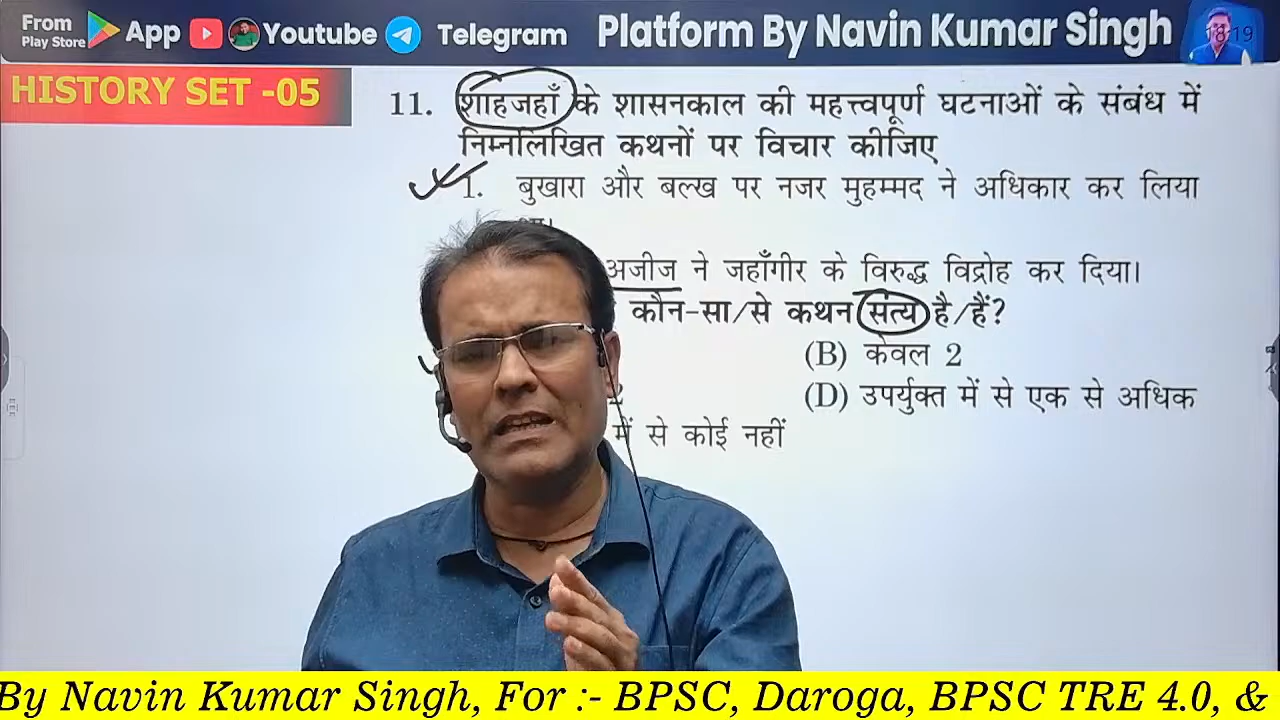 From
Play Store
App
Youtube
Telegram
Platform By Navin Kumar Singh
HISTORY SET -05
11. शाहजहाँ के शासनकाल की महत्त्वपूर्ण घटनाओं के संबंध में
निम्नलिखित कथनों पर विचार कीजिए
1. बुखारा और बल्ख पर नजर मुहम्मद ने अधिकार कर लिया
अजीज ने जहाँगीर के विरुद्ध विद्रोह कर दिया।
कौन-सा/से कथन सत्य है/हैं?
(B) केवल 2
(D) उपर्युक्त में से एक से अधिक
में से कोई नहीं
By Navin Kumar Singh, For :- BPSC, Daroga, BPSC TRE 4.0, &